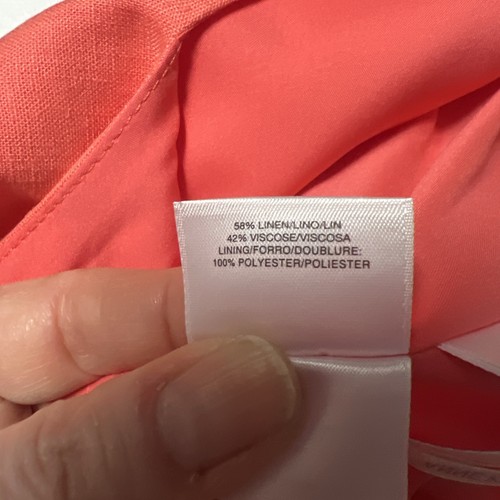 58% LINEN/LINO/LIN
42% VISCOSE/VISCOSA
LINING/FORRO/DOUBLURE:
100% POLYESTER/POLIESTER